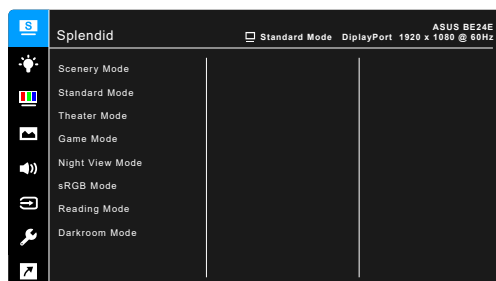 S
Splendid
ASUS BE24E
Standard Mode DiplayPort 1920 x 1080 @ 60Hz
Scenery Mode
Standard Mode
Theater Mode
Game Mode
Night View Mode
sRGB Mode
Reading Mode
Darkroom Mode